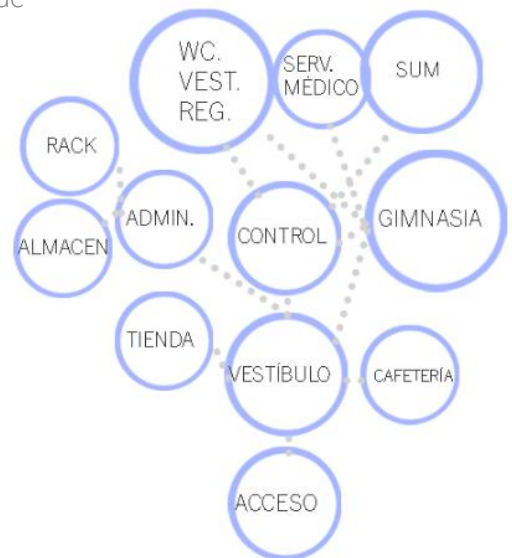 WC.
VEST.
REG.
SERV.
MÉDICO
SUM
RACK
ALMACEN
ADMIN.
CONTROL
GIMNASIA
TIENDA
VESTÍBULO
CAFETERÍA
ACCESO